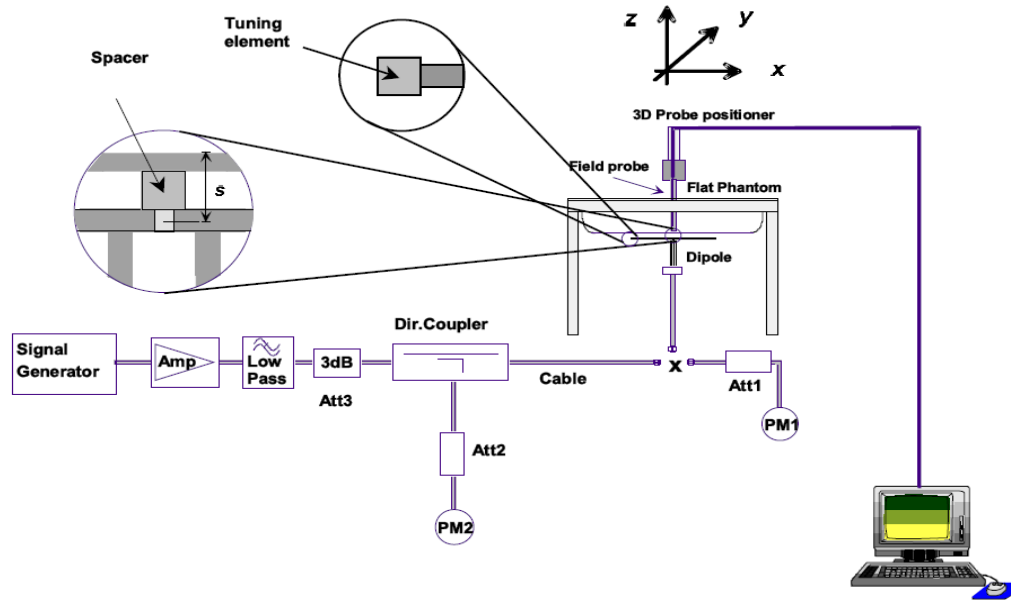 Tuning
element
Spacer
z
y
x
3D Probe positioner
Field probe
Flat Phantom
s
Dipole
Dir.Coupler
Signal
Generator
Amp
Low
Pass
3dB
Att3
Cable
x
Att1
PM1
Att2
PM2